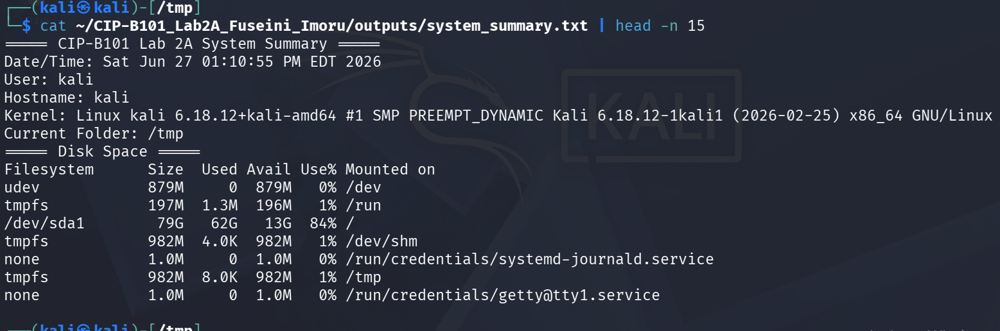 ┌──(kali㉿kali)-[/tmp]
└─$ cat ~/CIP-B101_Lab2A_Fuseini_Imoru/outputs/system_summary.txt | head -n 15
===== CIP-B101 Lab 2A System Summary =====
Date/Time: Sat Jun 27 01:10:55 PM EDT 2026
User: kali
Hostname: kali
Kernel: Linux kali 6.18.12+kali-amd64 #1 SMP PREEMPT_DYNAMIC Kali 6.18.12-1kali1 (2026-02-25) x86_64 GNU/Linux
Current Folder: /tmp
===== Disk Space =====
Filesystem      Size  Used Avail Use% Mounted on
udev            879M     0  879M   0% /dev
tmpfs           197M  1.3M  196M   1% /run
/dev/sda1        79G   62G   13G  84% /
tmpfs           982M  4.0K  982M   1% /dev/shm
none            1.0M     0  1.0M   0% /run/credentials/systemd-journald.service
tmpfs           982M  8.0K  982M   1% /tmp
none            1.0M     0  1.0M   0% /run/credentials/getty@tty1.service
┌──(kali㉿kali)-[/tmp]
KALI